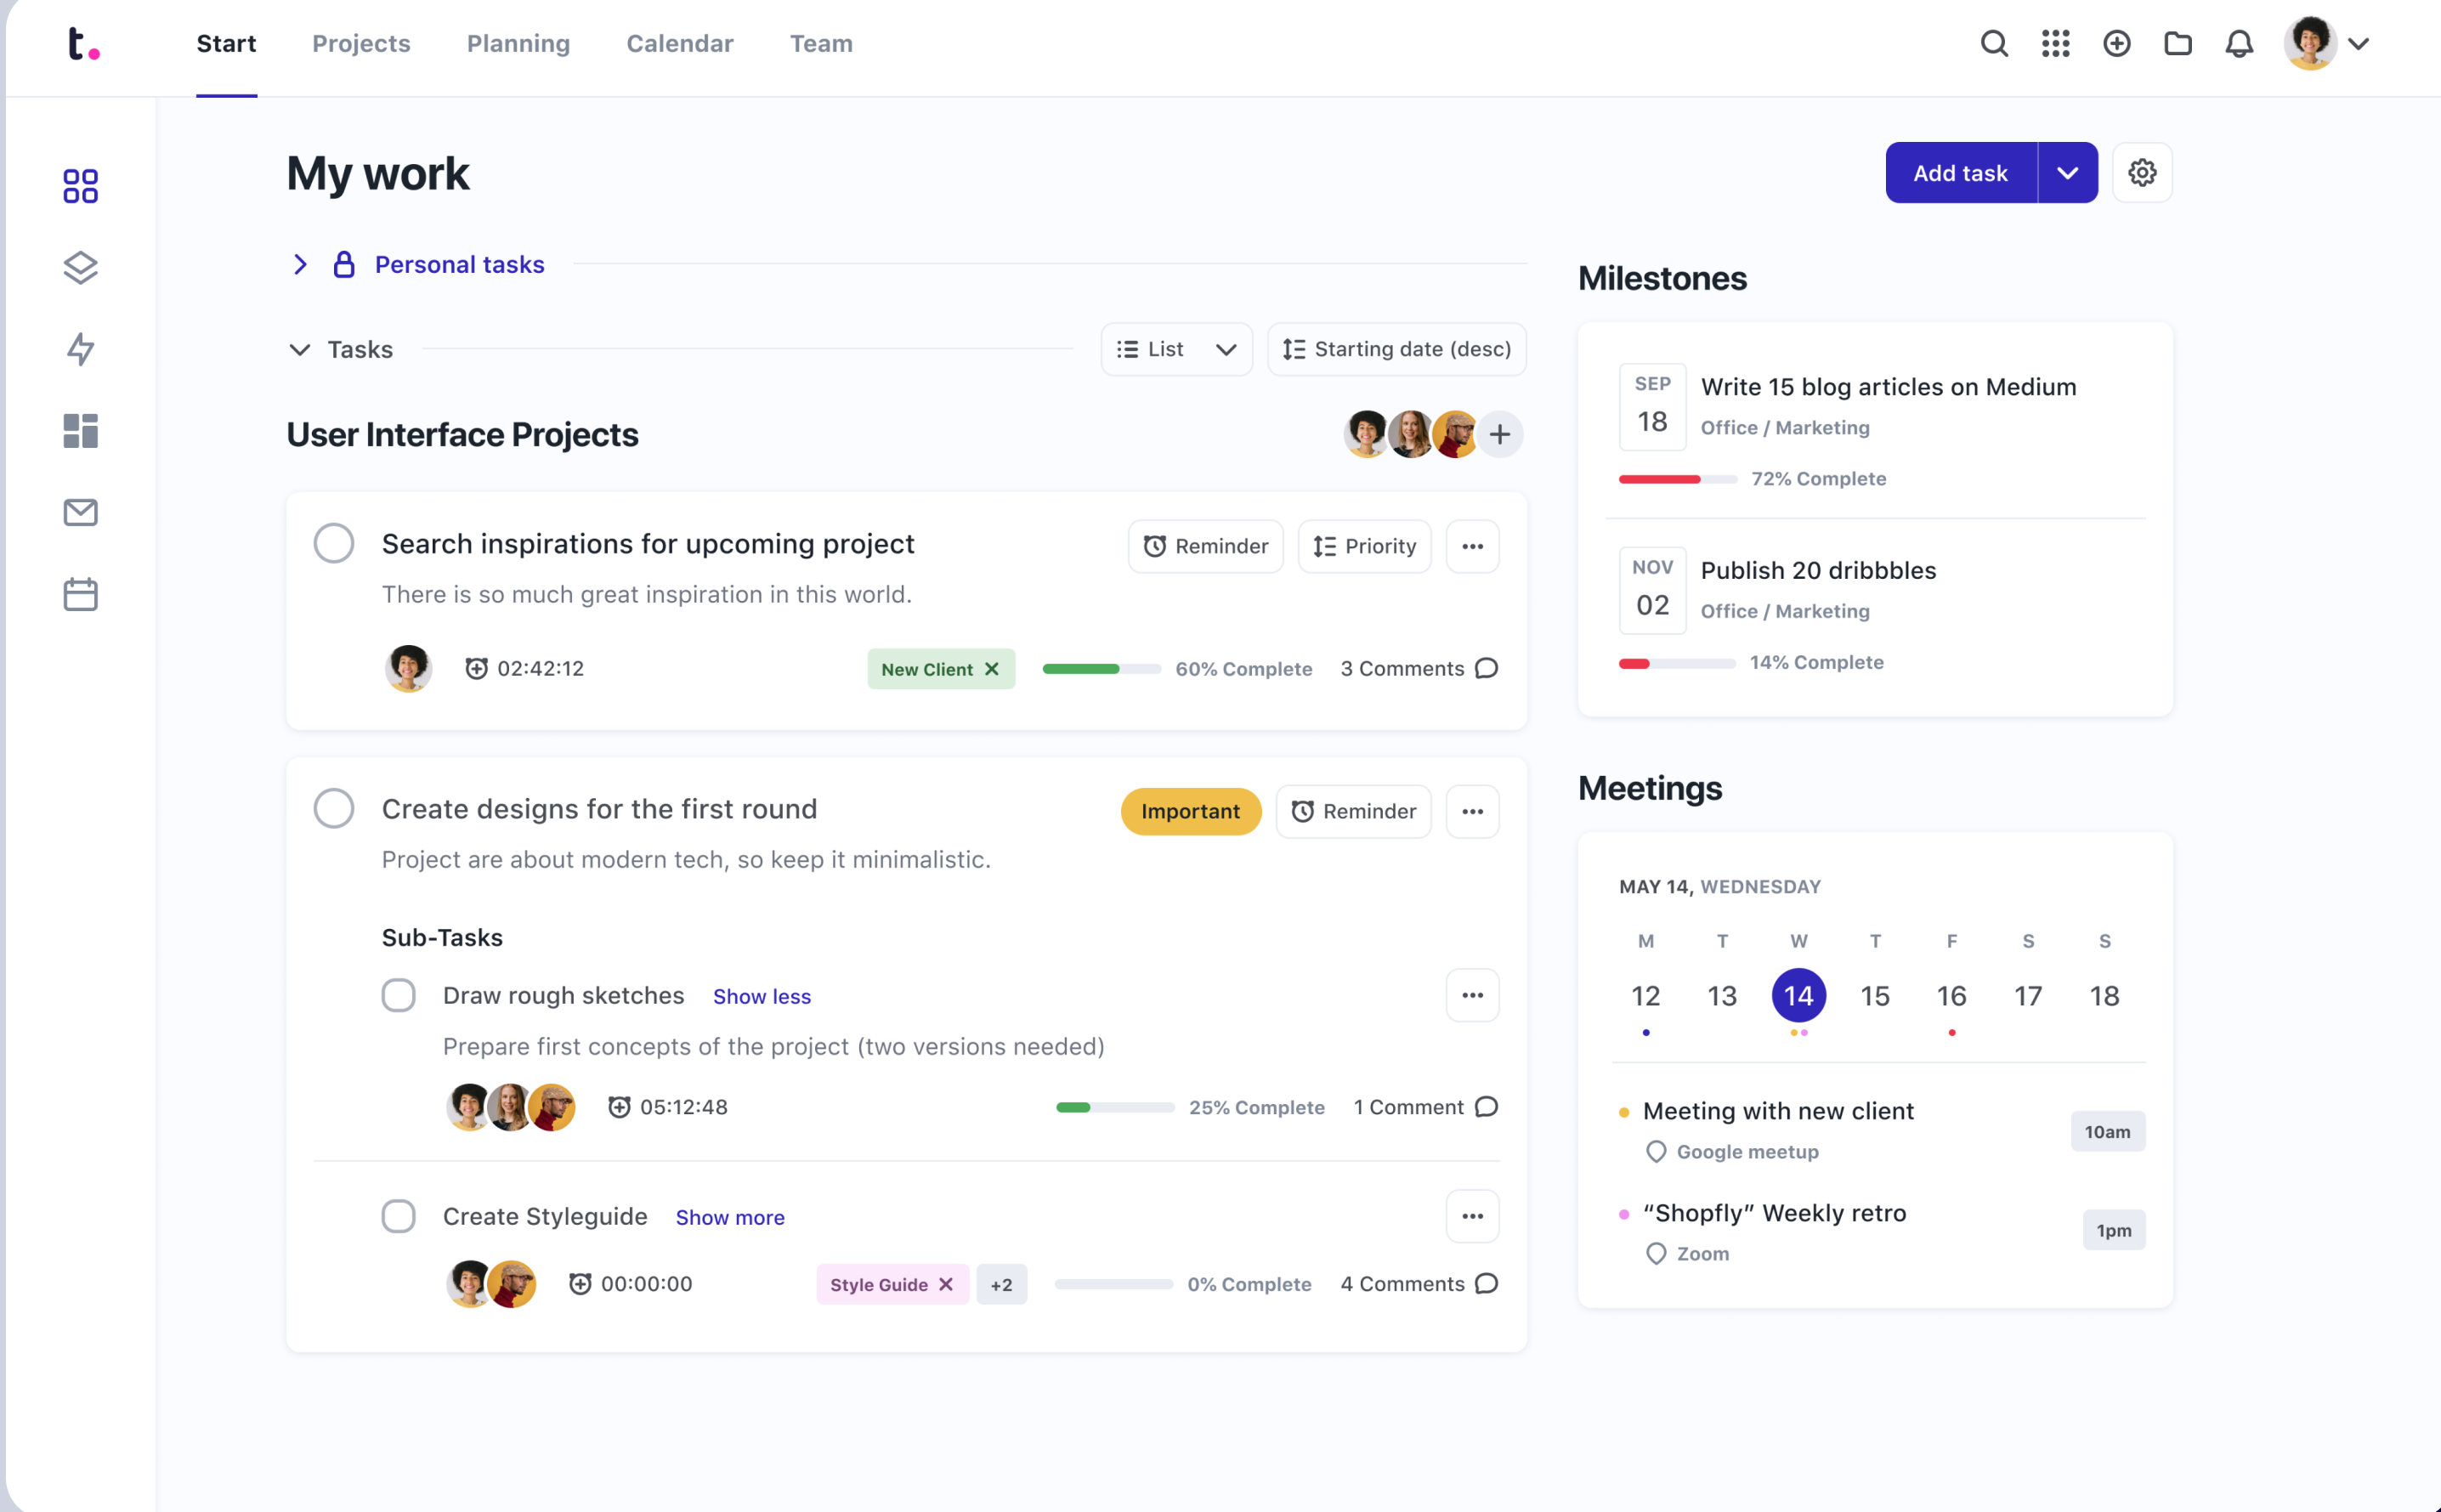 t.
Start Projects Planning Calendar Team
My work
Add task
Personal tasks
Tasks
List
Starting date (desc)
User Interface Projects
Search inspirations for upcoming project
Reminder
Priority
There is so much great inspiration in this world.
02:42:12
New Client
60% Complete
3 Comments
Create designs for the first round
Important
Reminder
Project are about modern tech, so keep it minimalistic.
Sub-Tasks
Draw rough sketches Show less
Prepare first concepts of the project (two versions needed)
05:12:48
25% Complete
1 Comment
Create Styleguide Show more
00:00:00
Style Guide
+2
0% Complete
4 Comments
Milestones
SEP
18
Write 15 blog articles on Medium
Office / Marketing
72% Complete
NOV
02
Publish 20 dribbbles
Office / Marketing
14% Complete
Meetings
MAY 14, WEDNESDAY
M T W T F S S
12 13 14 15 16 17 18
Meeting with new client
Google meetup
10am
“Shopfly” Weekly retro
Zoom
1pm